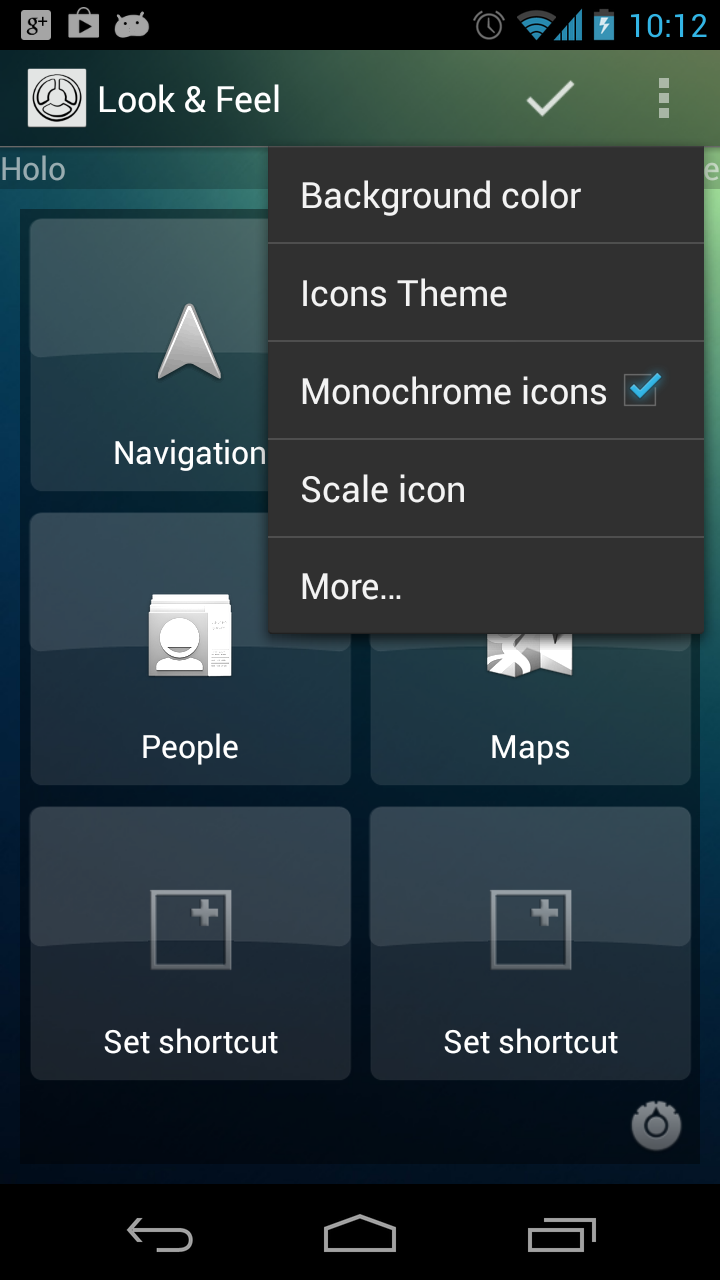 g+
10:12
Look & Feel
Holo
e
Background color
Icons Theme
Monochrome icons
Scale icon
More...
Navigation
People
Maps
Set shortcut
Set shortcut